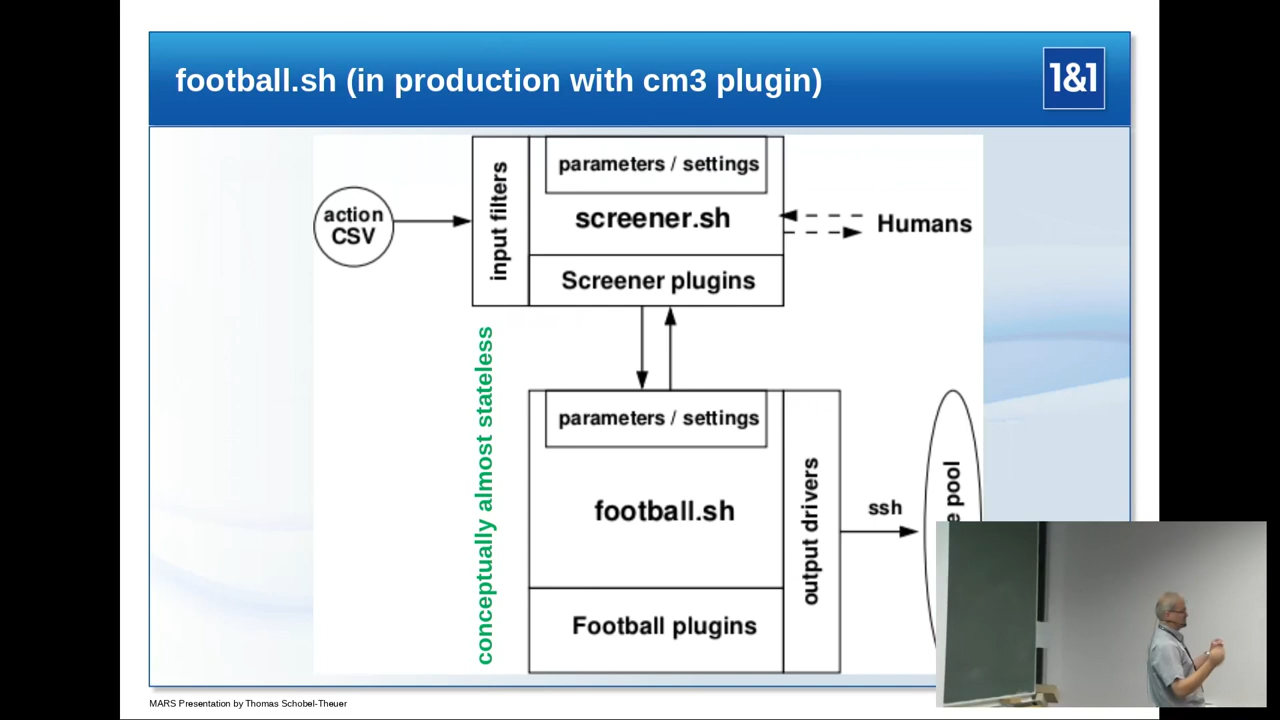 football.sh (in production with cm3 plugin)
1&1
parameters / settings
action
CSV
input filters
screener.sh
Humans
Screener plugins
conceptually almost stateless
parameters / settings
football.sh
output drivers
ssh
pool
Football plugins
MARS Presentation by Thomas Schobel-Theuer